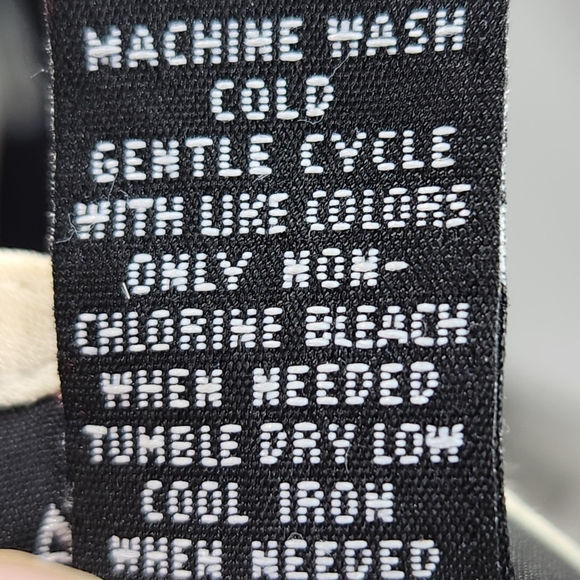 MACHINE WASH
COLD
GENTLE CYCLE
WITH LIKE COLORS
ONLY NON-
CHLORINE BLEACH
WHEN NEEDED
TUMBLE DRY LOW
COOL IRON
WHEN NEEDED